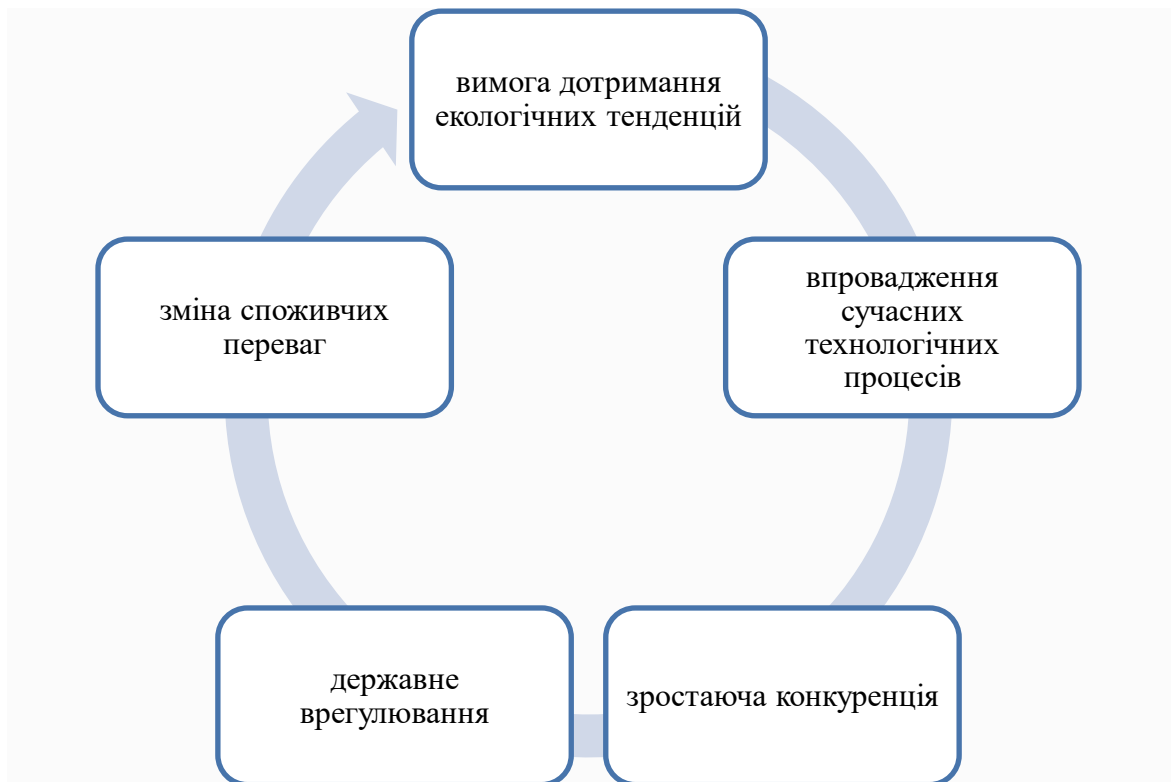 вимога дотримання
екологічних тенденцій
впровадження
сучасних
технологічних
процесів
зростаюча конкуренція
державне
врегулювання
зміна споживчих
переваг